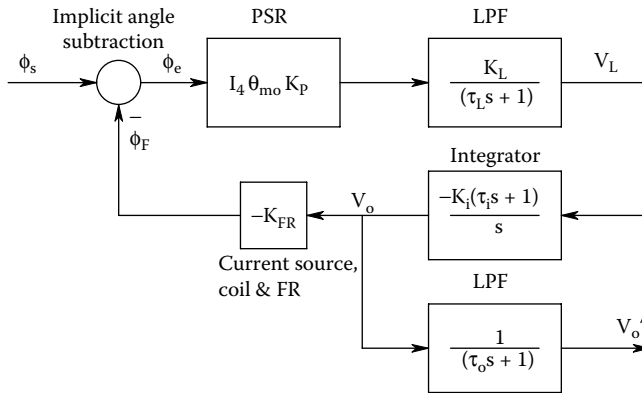 Implicit angle
subtraction
PSR
LPF
ϕs
ϕe
I4 θmo KP
KL
(τLs + 1)
VL
−
ϕF
Integrator
−Ki(τis + 1)
s
Vo
−KFR
Current source,
coil & FR
LPF
1
(τos + 1)
Vo′